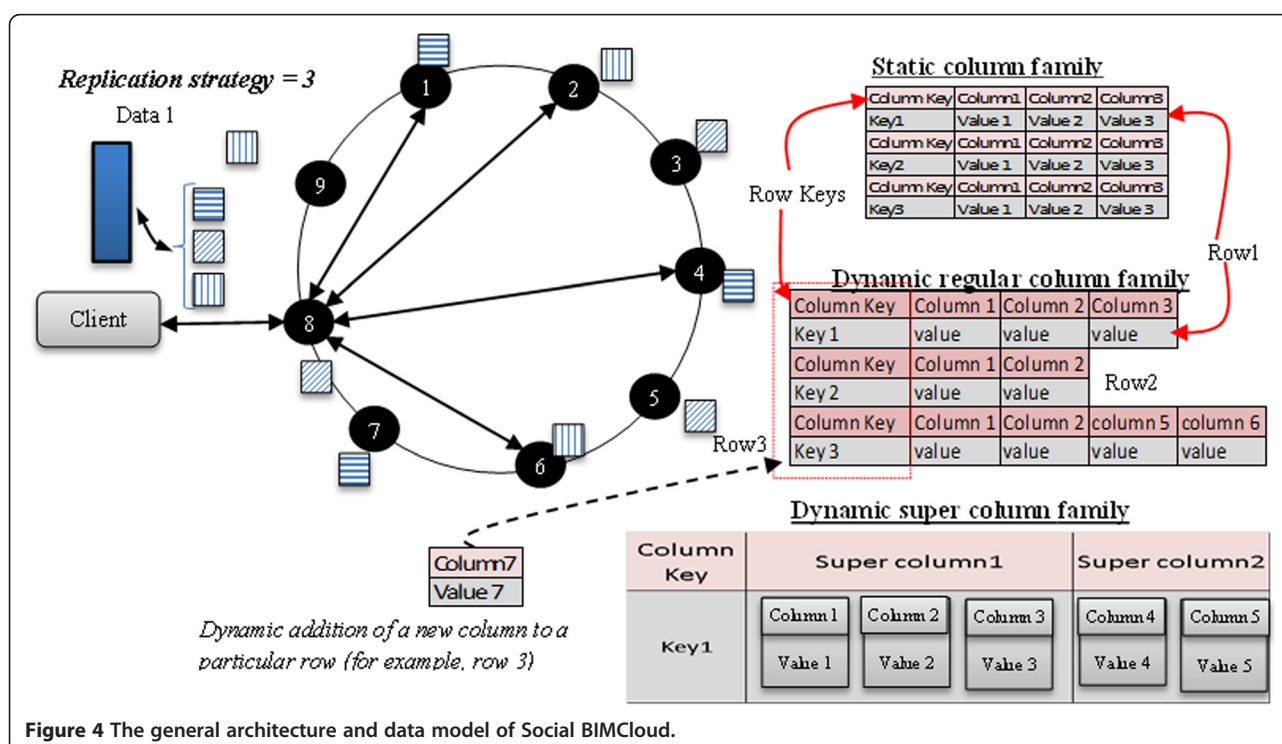 Replication strategy = 3
Data 1
Client
1
2
3
4
5
6
7
8
9
Static column family
Column Key Column1 Column2 Column3
Key1 Value 1 Value 2 Value 3
Column Key Column1 Column2 Column3
Key2 Value 1 Value 2 Value 3
Column Key Column1 Column2 Column3
Key3 Value 1 Value 2 Value 3
Row Keys
Row1
Dynamic regular column family
Column Key Column 1 Column 2 Column 3
Key 1 value value value
Column Key Column 1 Column 2
Key 2 value value
Row2
Column Key Column 1 Column 2 column 5 column 6
Key 3 value value value value
Row3
Column7
Value 7
Dynamic addition of a new column to a
particular row (for example, row 3)
Dynamic super column family
Column
Key
Super column1
Super column2
Key1
Column 1 Column 2 Column 3 Column 4 Column 5
Value 1 Value 2 Value 3 Value 4 Value 5
Figure 4 The general architecture and data model of Social BIMCloud.